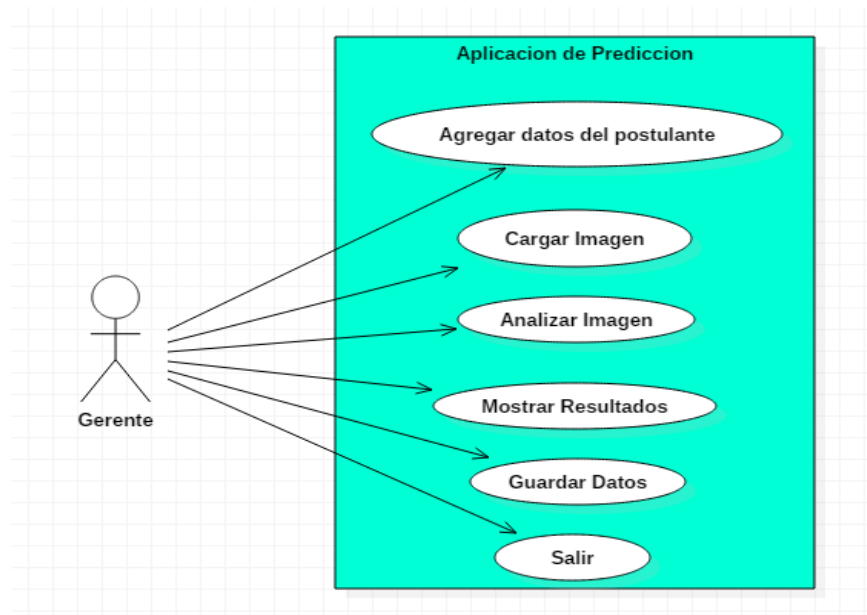 Aplicacion de Prediccion
Agregar datos del postulante
Cargar Imagen
Analizar Imagen
Mostrar Resultados
Gerente
Guardar Datos
Salir